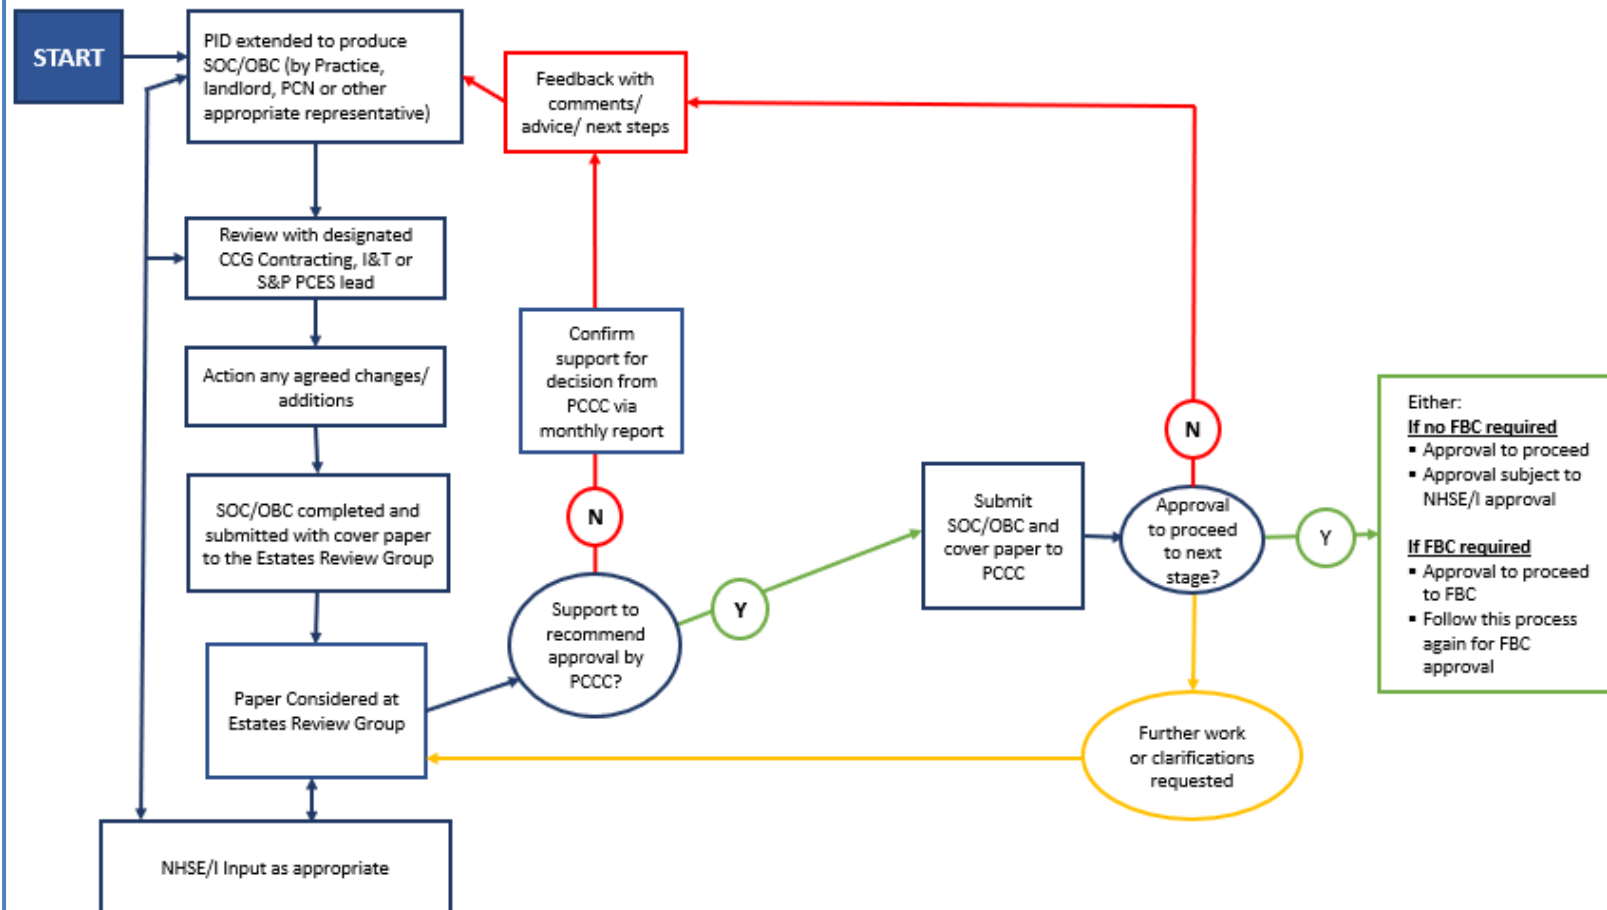 START
PID extended to produce
SOC/OBC (by Practice,
landlord, PCN or other
appropriate representative)
Feedback with
comments/
advice/ next steps
Review with designated
CCG Contracting, I&T or
S&P PCES lead
Action any agreed changes/
additions
SOC/OBC completed and
submitted with cover paper
to the Estates Review Group
Paper Considered at
Estates Review Group
NHSE/I Input as appropriate
Confirm
support for
decision from
PCCC via
monthly report
N
Support to
recommend
approval by
PCCC?
Y
Submit
SOC/OBC and
cover paper to
PCCC
N
Approval
to proceed
to next
stage?
Y
Further work
or clarifications
requested
Either:
If no FBC required
▪ Approval to proceed
▪ Approval subject to
NHSE/I approval
If FBC required
▪ Approval to proceed
to FBC
▪ Follow this process
again for FBC
approval